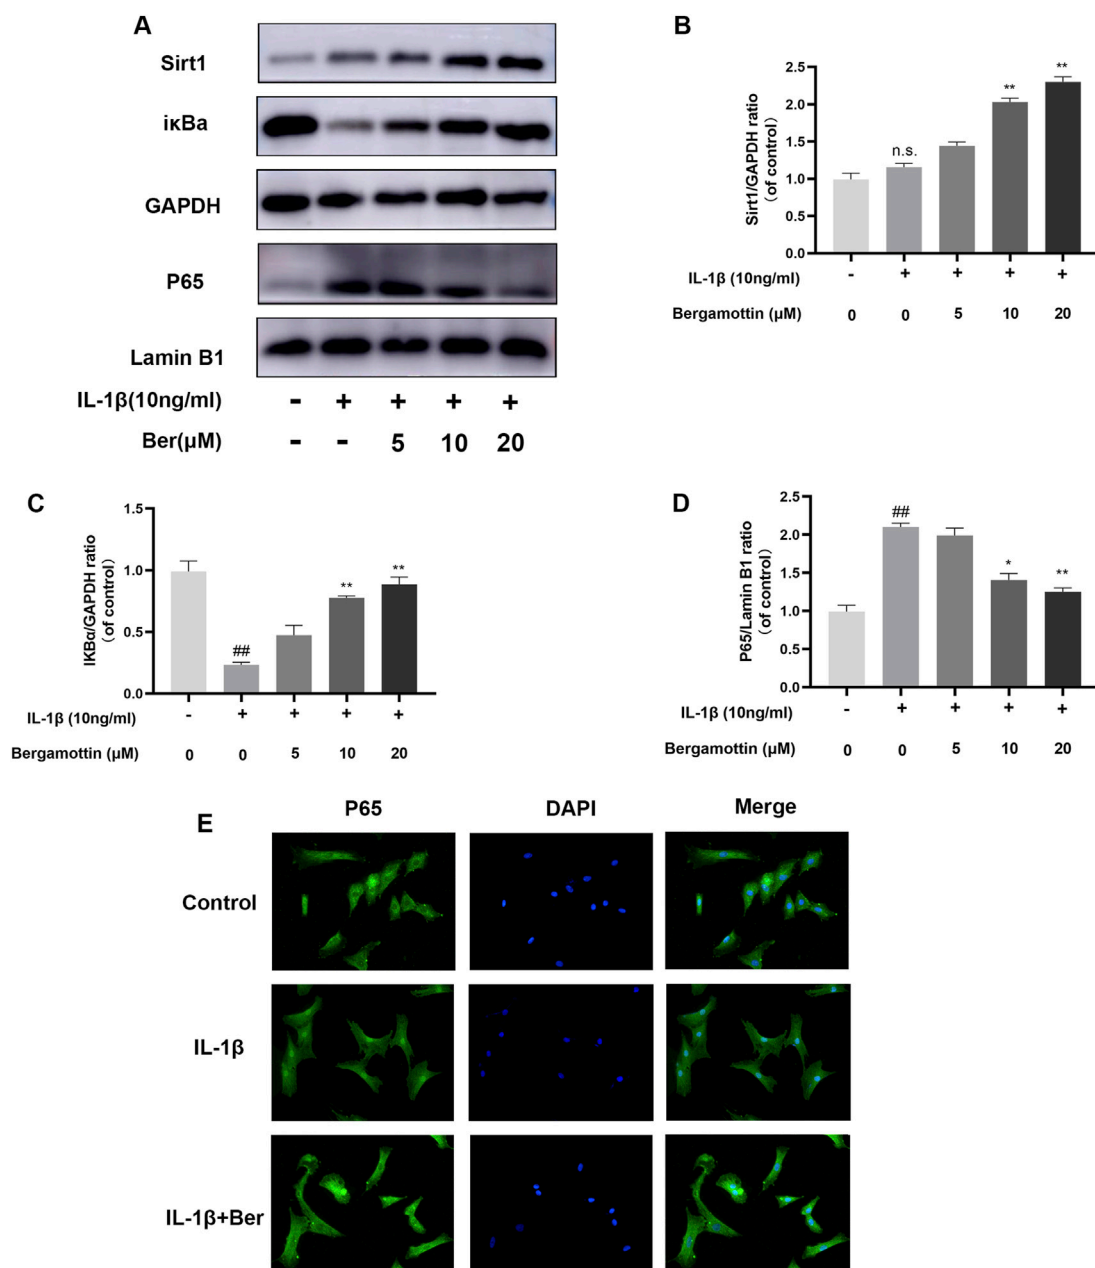 A
Sirt1
iκBa
GAPDH
P65
Lamin B1
IL-1β(10ng/ml) - + + + +
Ber(μM) - - 5 10 20
B
Sirt1/GAPDH ratio
(of control)
2.5
2.0
1.5
1.0
0.5
0.0
n.s.
**
**
IL-1β (10ng/ml) - + + + +
Bergamottin (μM) 0 0 5 10 20
C
IKBα/GAPDH ratio
(of control)
1.5
1.0
0.5
0.0
##
**
**
IL-1β (10ng/ml) - + + + +
Bergamottin (μM) 0 0 5 10 20
D
P65/Lamin B1 ratio
(of control)
2.5
2.0
1.5
1.0
0.5
0.0
##
*
**
IL-1β (10ng/ml) - + + + +
Bergamottin (μM) 0 0 5 10 20
E
P65 DAPI Merge
Control
IL-1β
IL-1β+Ber